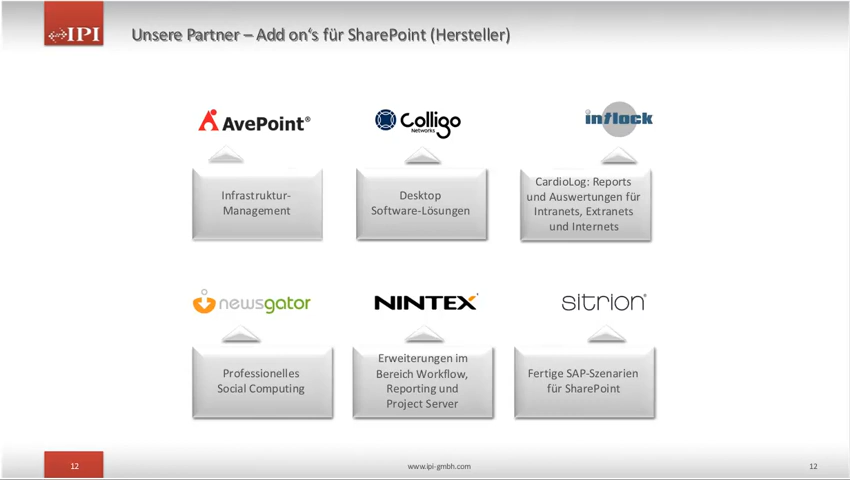 IPI
Unsere Partner – Add on's für SharePoint (Hersteller)
AvePoint®
Colligo
Networks
intlock
Infrastruktur-
Management
Desktop
Software-Lösungen
CardioLog: Reports
und Auswertungen für
Intranets, Extranets
und Internets
newsgator
NINTEX
sitrion®
Professionelles
Social Computing
Erweiterungen im
Bereich Workflow,
Reporting und
Project Server
Fertige SAP-Szenarien
für SharePoint
12
www.ipi-gmbh.com
12